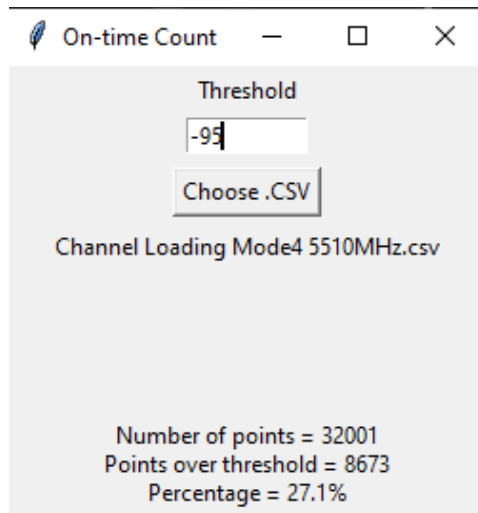 On-time Count
Threshold
-95
Choose .CSV
Channel Loading Mode4 5510MHz.csv
Number of points = 32001
Points over threshold = 8673
Percentage = 27.1%